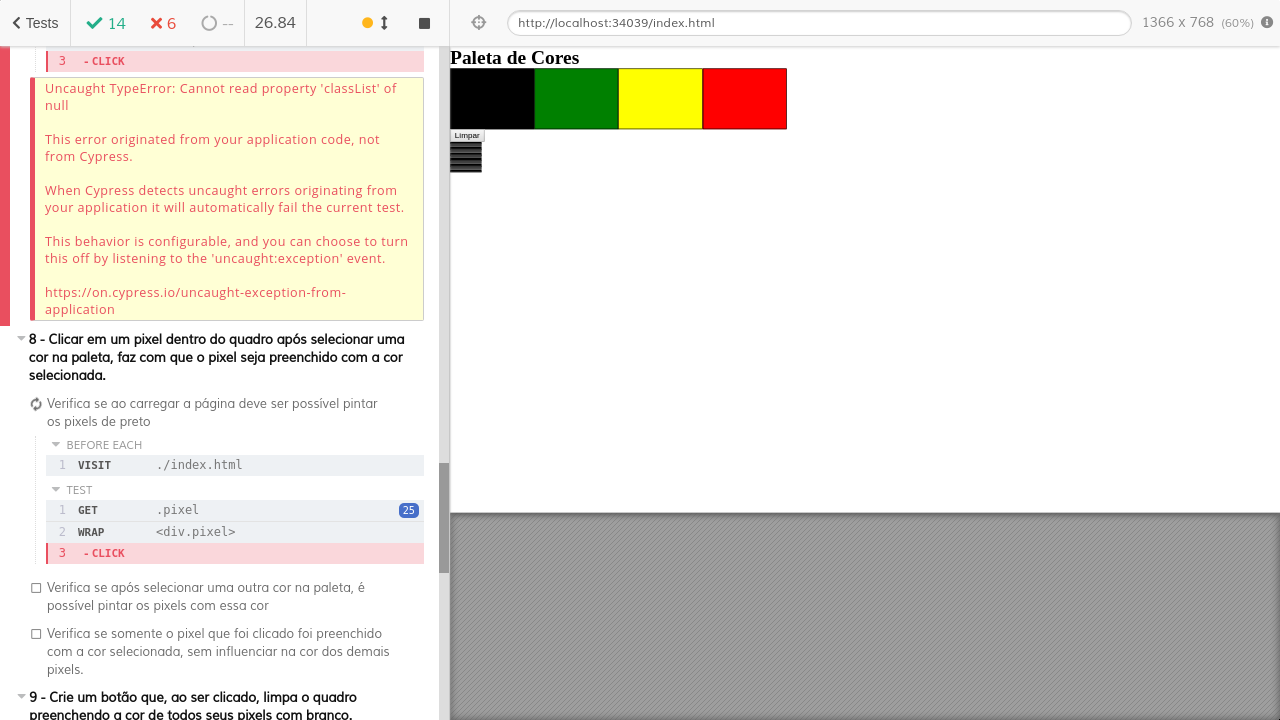 Tests
14
6
--
26.84
http://localhost:34039/index.html
1366 x 768 (60%)
3 - CLICK
Uncaught TypeError: Cannot read property 'classList' of
null
This error originated from your application code, not
from Cypress.
When Cypress detects uncaught errors originating from
your application it will automatically fail the current test.
This behavior is configurable, and you can choose to turn
this off by listening to the 'uncaught:exception' event.
https://on.cypress.io/uncaught-exception-from-
application
8 - Clicar em um pixel dentro do quadro após selecionar uma
cor na paleta, faz com que o pixel seja preenchido com a cor
selecionada.
Verifica se ao carregar a página deve ser possível pintar
os pixels de preto
BEFORE EACH
1 VISIT ./index.html
TEST
1 GET .pixel 25
2 WRAP <div.pixel>
3 - CLICK
Verifica se após selecionar uma outra cor na paleta, é
possível pintar os pixels com essa cor
Verifica se somente o pixel que foi clicado foi preenchido
com a cor selecionada, sem influenciar na cor dos demais
pixels.
9 - Crie um botão que, ao ser clicado, limpa o quadro
preenchendo a cor de todos seus pixels com branco.
Paleta de Cores
Limpar